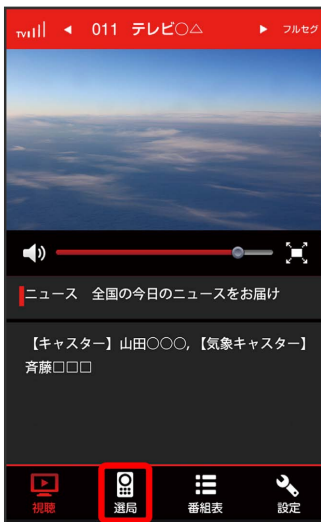 TV 011 テレビ○△ フルセグ
ニュース 全国の今日のニュースをお届け
【キャスター】山田○○○,【気象キャスター】
斉藤□□□
視聴 選局 番組表 設定